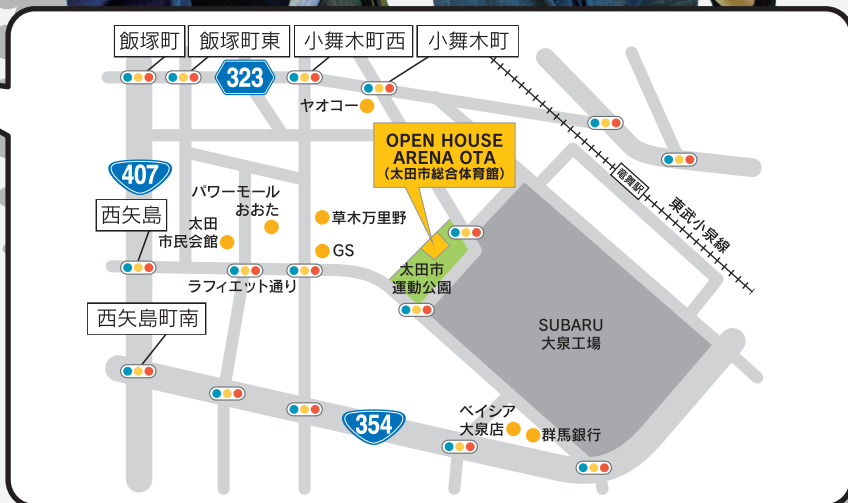 飯塚町
飯塚町東
小舞木町西
小舞木町
323
ヤオコー
OPEN HOUSE
ARENA OTA
(太田市総合体育館)
407
竜舞駅
東武小泉線
パワーモール
おおた
西矢島
太田
市民会館
草木万里野
GS
太田市
運動公園
ラフィエット通り
西矢島町南
SUBARU
大泉工場
354
ベイシア
大泉店
群馬銀行